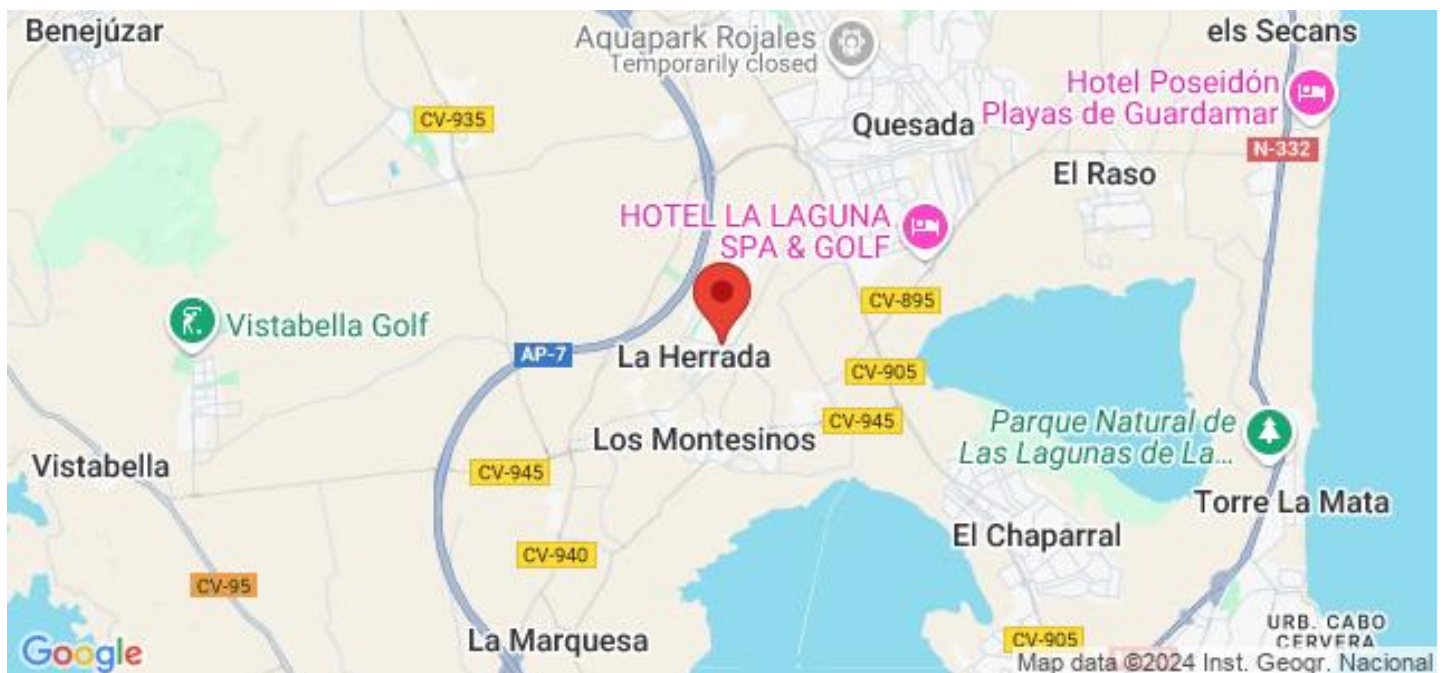 Benejúzar
Aquapark Rojales
Temporarily closed
els Secans
Hotel Poseidón
Playas de Guardamar
CV-935
Quesada
N-332
El Raso
HOTEL LA LAGUNA
SPA & GOLF
CV-895
Vistabella Golf
AP-7
La Herrada
CV-905
CV-945
Los Montesinos
Parque Natural de
Las Lagunas de La...
Vistabella
CV-945
Torre La Mata
El Chaparral
CV-940
CV-95
La Marquesa
CV-905
URB. CABO
CERVERA
Google
Map data ©2024 Inst. Geogr. Nacional